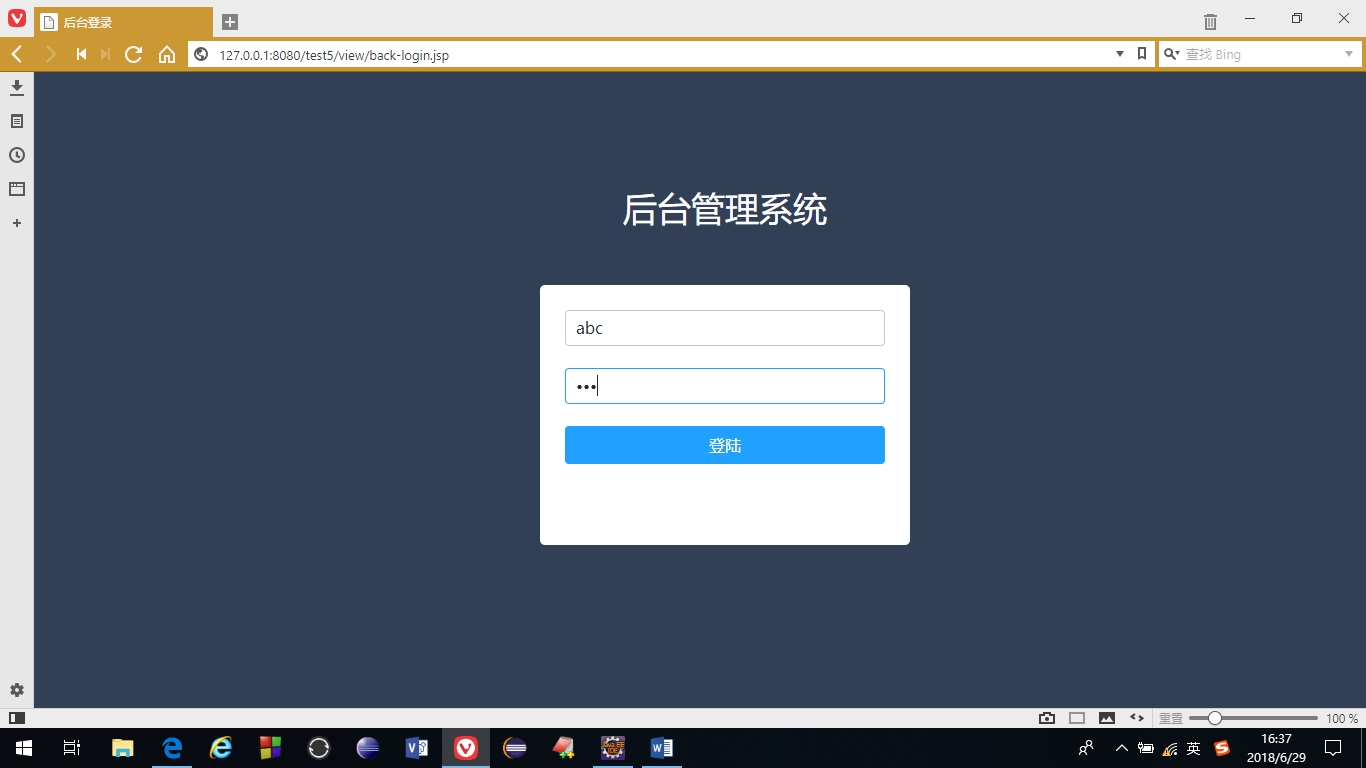 后台登录
127.0.0.1:8080/test5/view/back-login.jsp
查找 Bing
后台管理系统
abc
•••
登陆
重置
100 %
英
16:37
2018/6/29